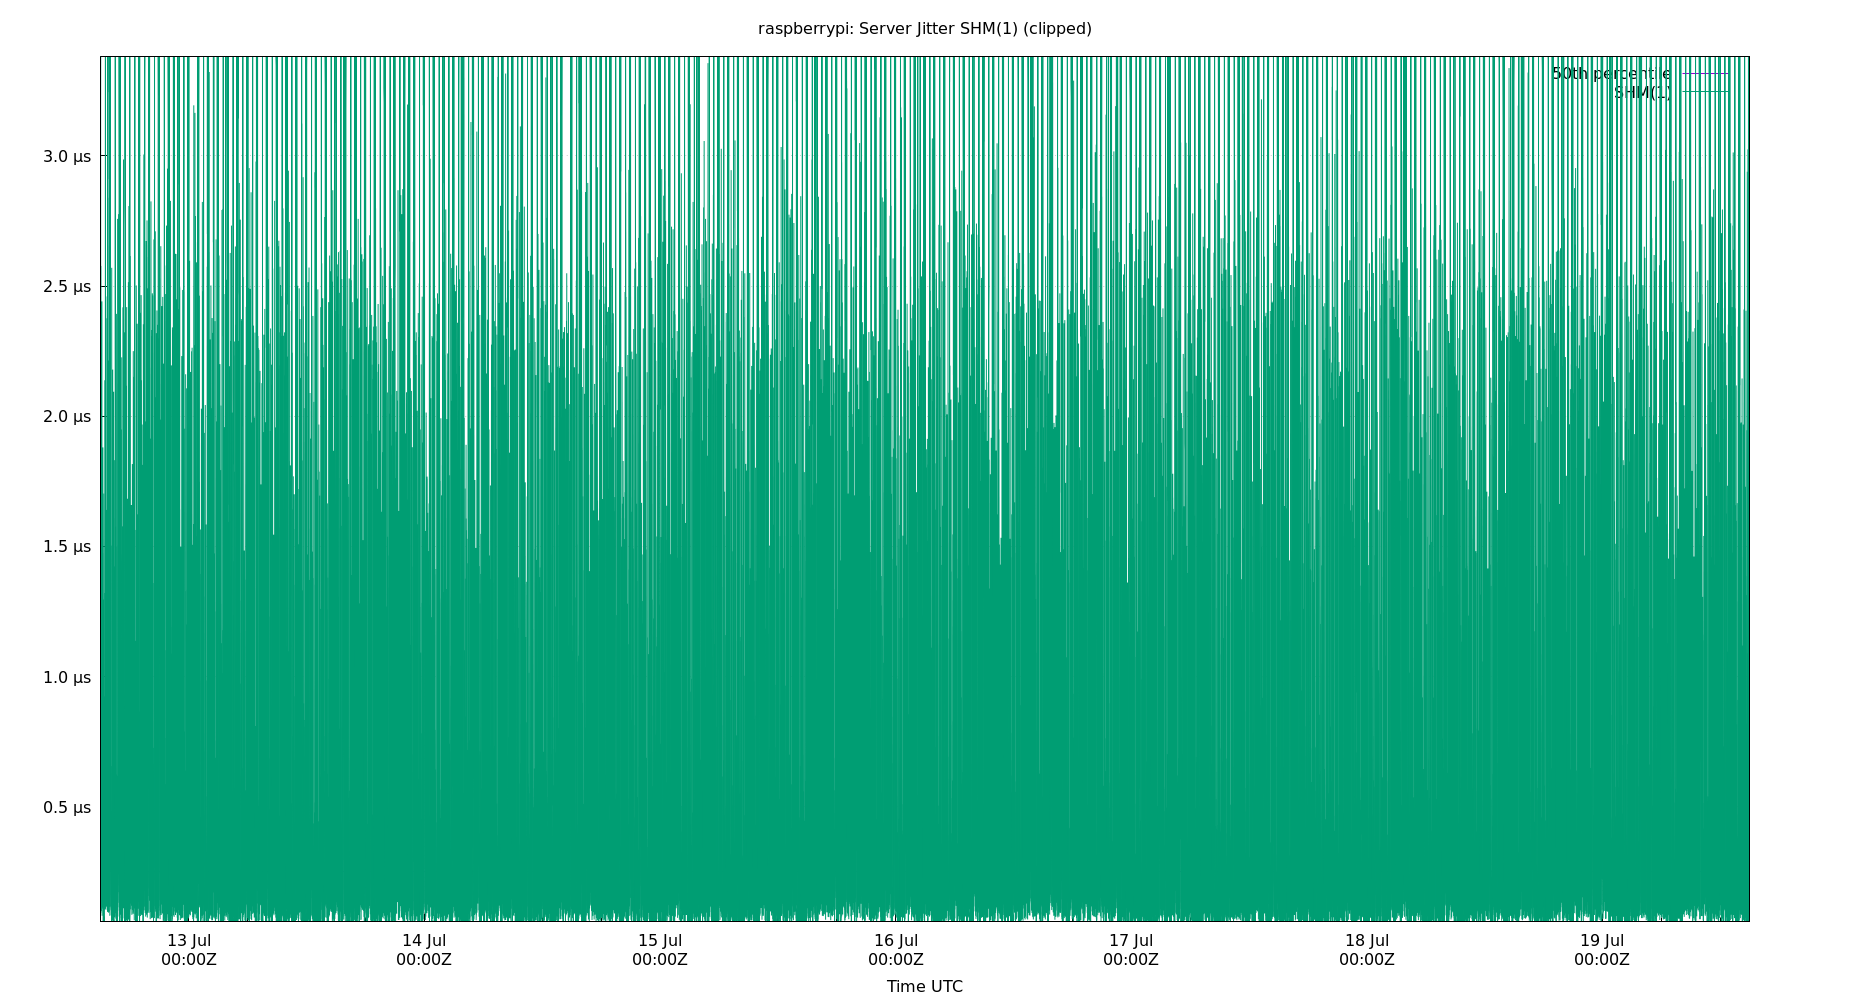 raspberrypi: Server Jitter SHM(1) (clipped)
50th percentile
SHM(1)
3.0 µs
2.5 µs
2.0 µs
1.5 µs
1.0 µs
0.5 µs
13 Jul 14 Jul 15 Jul 16 Jul 17 Jul 18 Jul 19 Jul
00:00Z 00:00Z 00:00Z 00:00Z 00:00Z 00:00Z 00:00Z
Time UTC